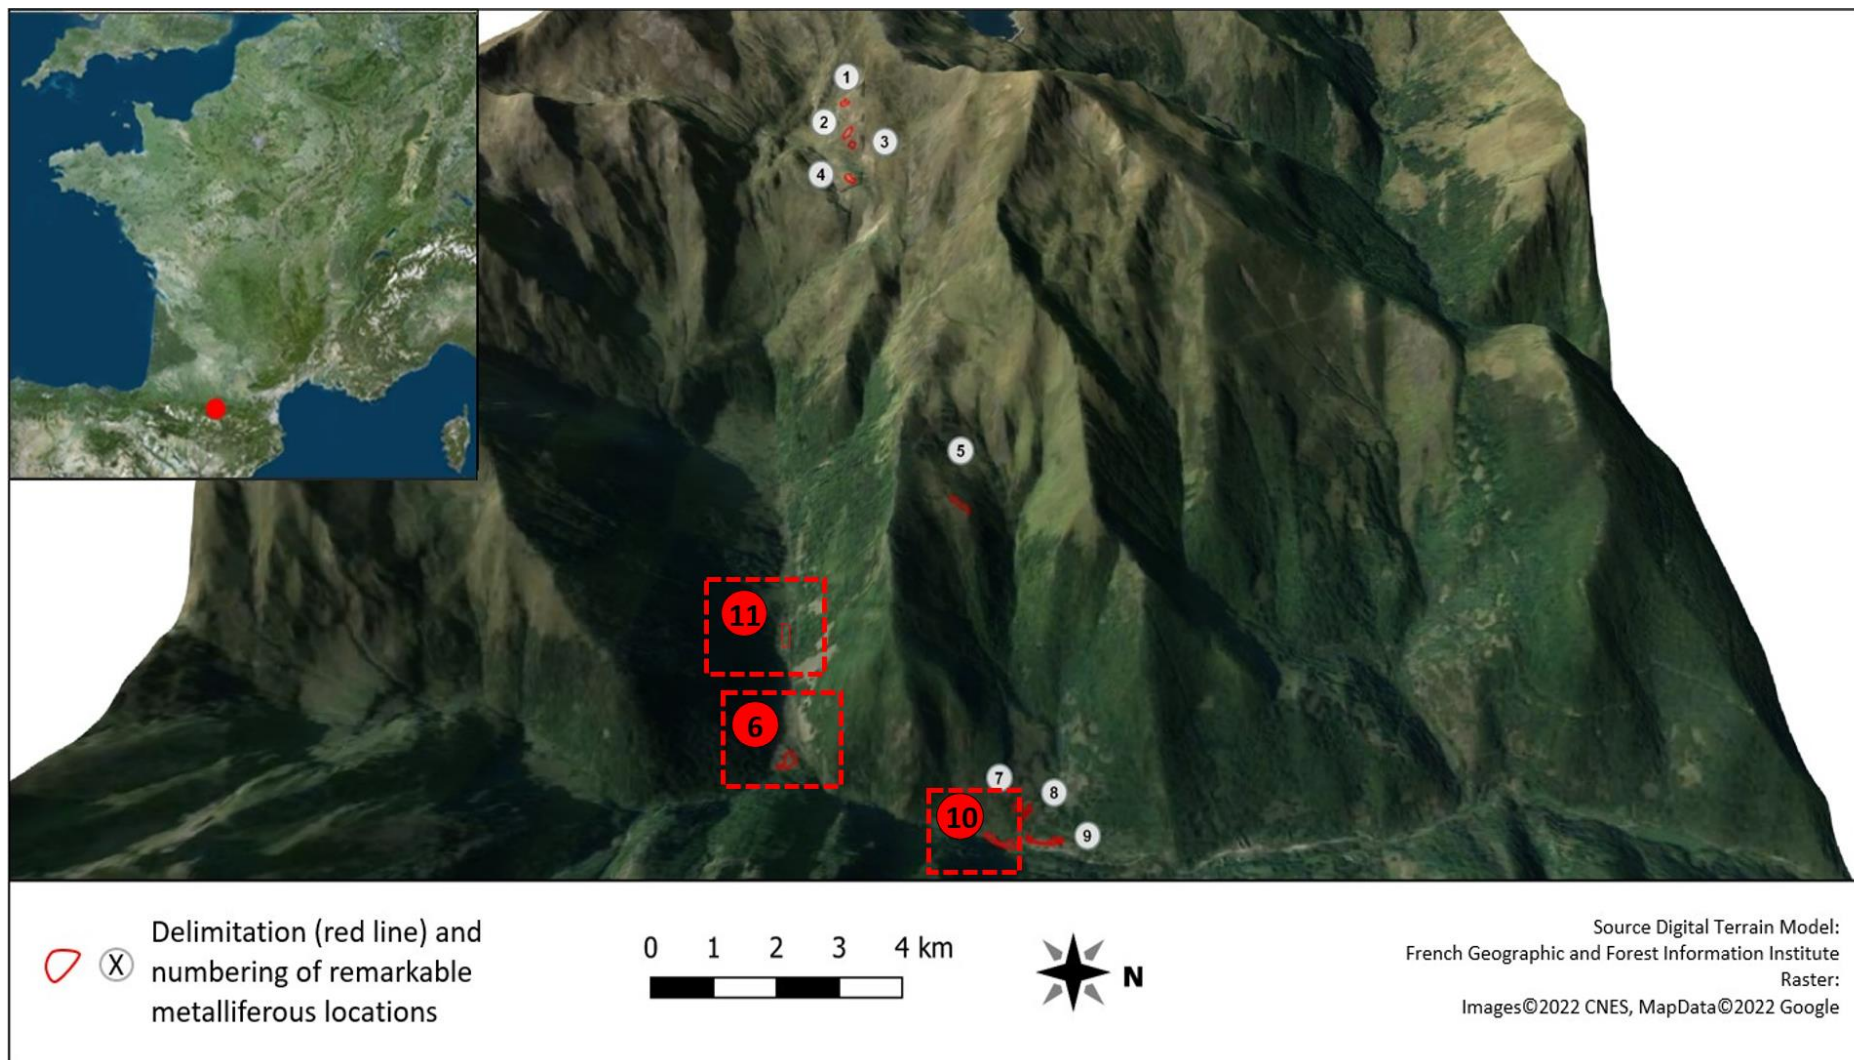 1
2
3
4
5
11
6
7
8
10
9
X
Delimitation (red line) and
numbering of remarkable
metalliferous locations
0 1 2 3 4 km
N
Source Digital Terrain Model:
French Geographic and Forest Information Institute
Raster:
Images©2022 CNES, MapData©2022 Google